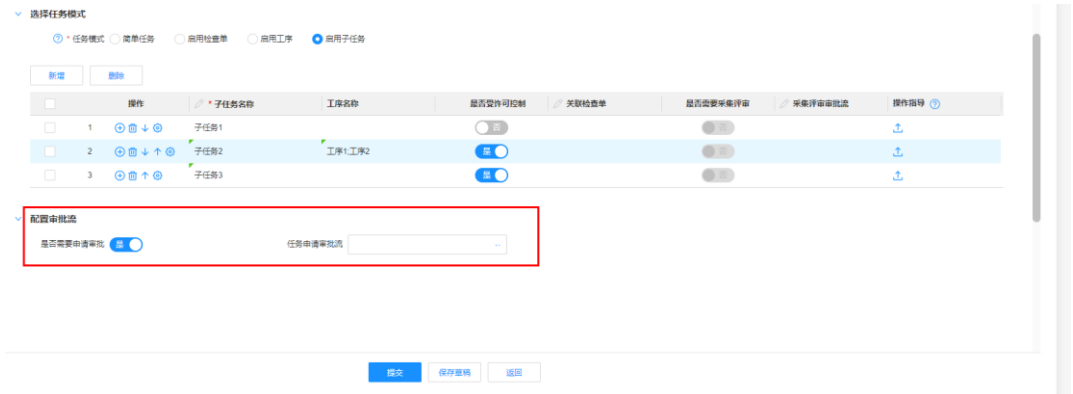 选择任务模式
* 任务模式 简单任务 启用检查单 启用工序 启用子任务
新增 删除
操作 * 子任务名称 工序名称 是否受许可控制 关联检查单 是否需要采集评审 采集评审审批流 操作指导
1 子任务1 否 否
2 子任务2 工序1;工序2 是 否
3 子任务3 是 否
配置审批流
是否需要申请审批 是 任务申请审批流 ...
提交 保存草稿 返回